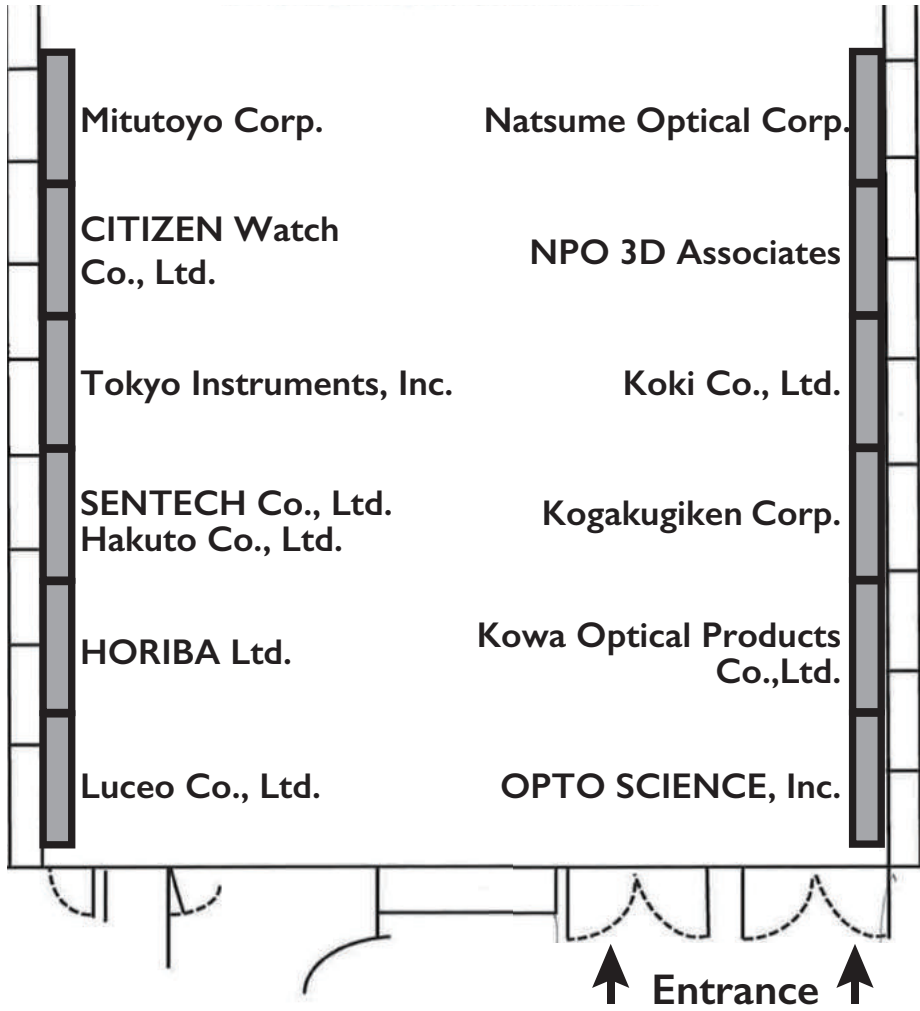 Mitutoyo Corp.
Natsume Optical Corp.
CITIZEN Watch
Co., Ltd.
NPO 3D Associates
Tokyo Instruments, Inc.
Koki Co., Ltd.
SENTECH Co., Ltd.
Hakuto Co., Ltd.
Kogakugiken Corp.
HORIBA Ltd.
Kowa Optical Products
Co.,Ltd.
Luceo Co., Ltd.
OPTO SCIENCE, Inc.
Entrance